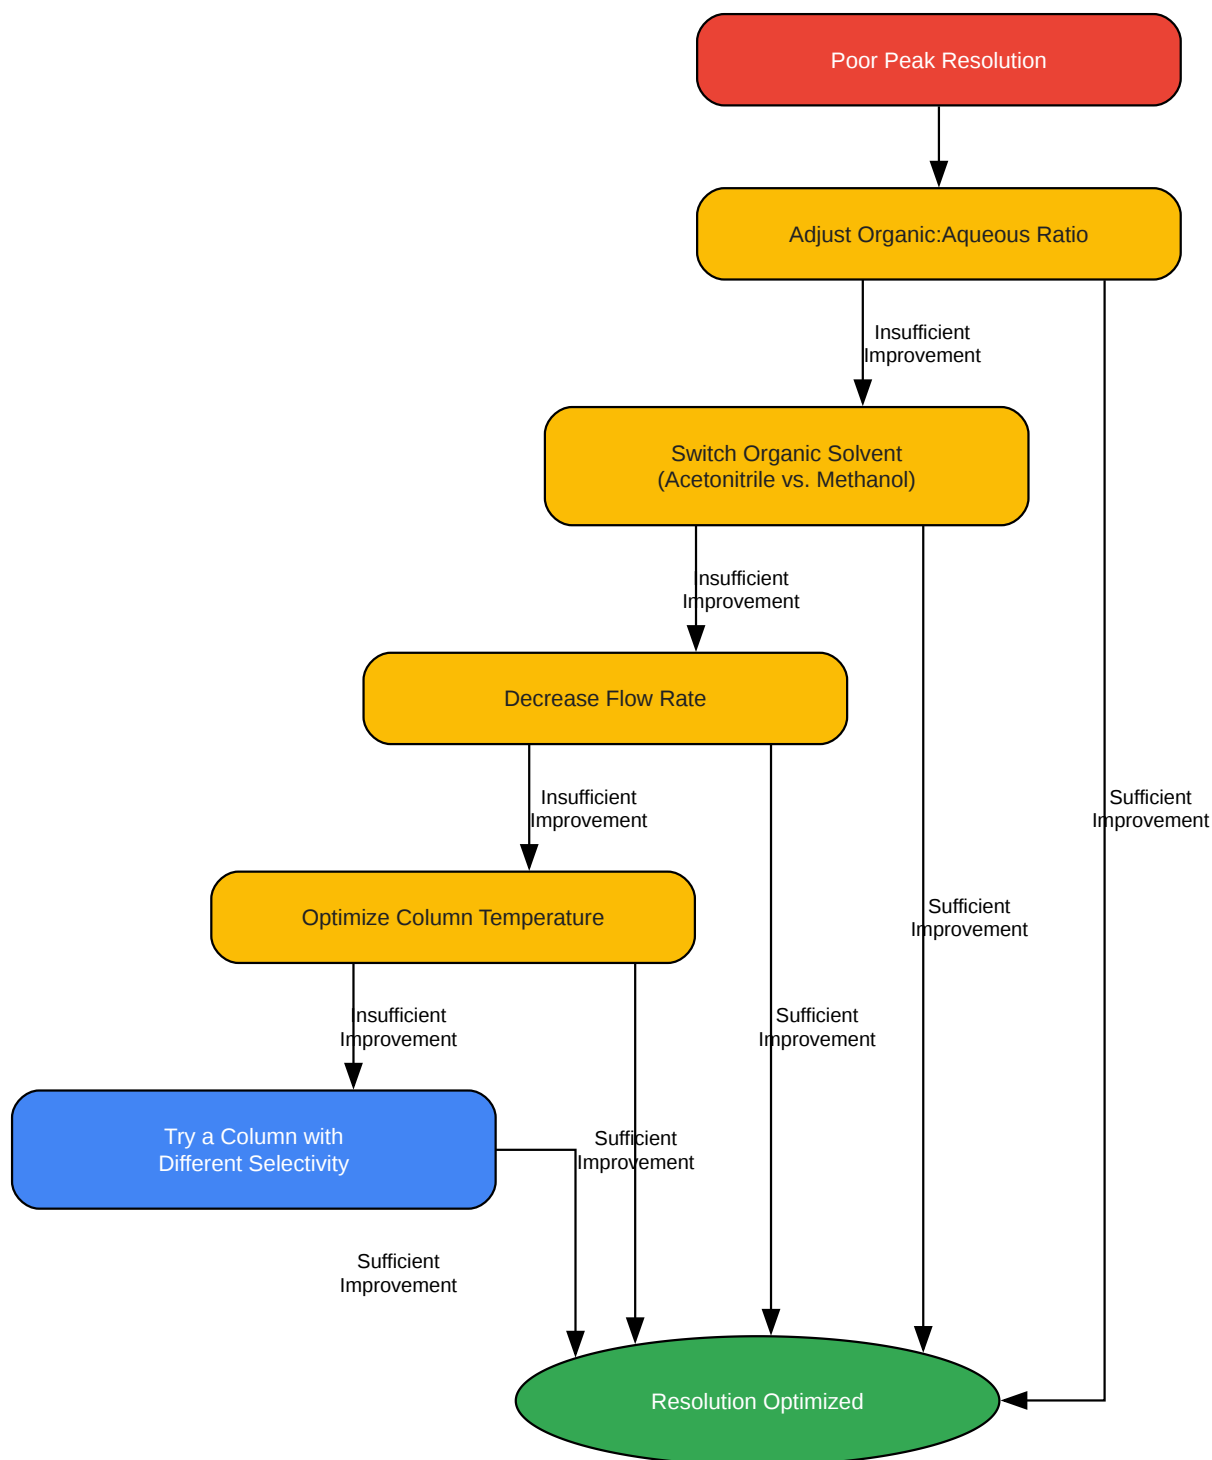 Poor Peak Resolution
Adjust Organic:Aqueous Ratio
Insufficient
Improvement
Switch Organic Solvent
(Acetonitrile vs. Methanol)
Insufficient
Improvement
Decrease Flow Rate
Insufficient
Improvement
Sufficient
Improvement
Optimize Column Temperature
Sufficient
Improvement
Insufficient
Improvement
Sufficient
Improvement
Try a Column with
Different Selectivity
Sufficient
Improvement
Sufficient
Improvement
Resolution Optimized